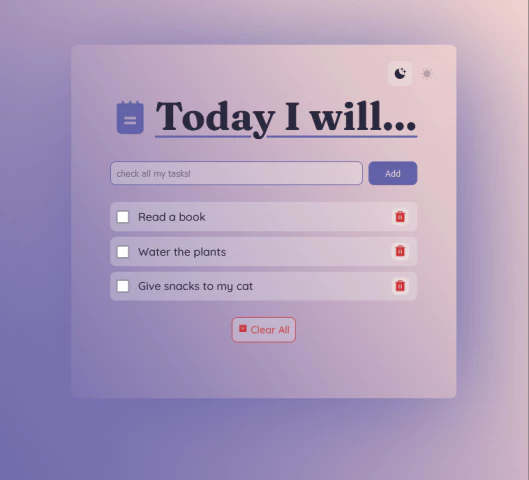 Today I will...
check all my tasks!
Add
Read a book
Water the plants
Give snacks to my cat
Clear All